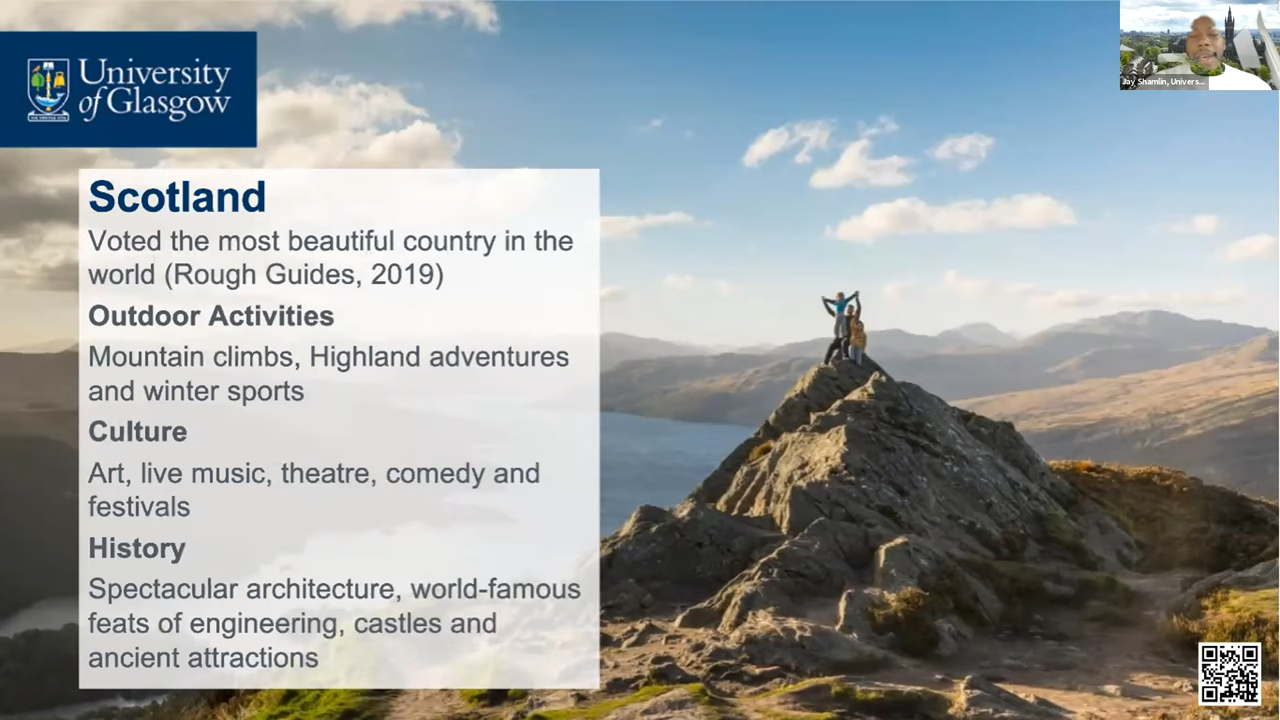 University
of Glasgow
Jay Shamlin, Univers...
Scotland
Voted the most beautiful country in the
world (Rough Guides, 2019)
Outdoor Activities
Mountain climbs, Highland adventures
and winter sports
Culture
Art, live music, theatre, comedy and
festivals
History
Spectacular architecture, world-famous
feats of engineering, castles and
ancient attractions